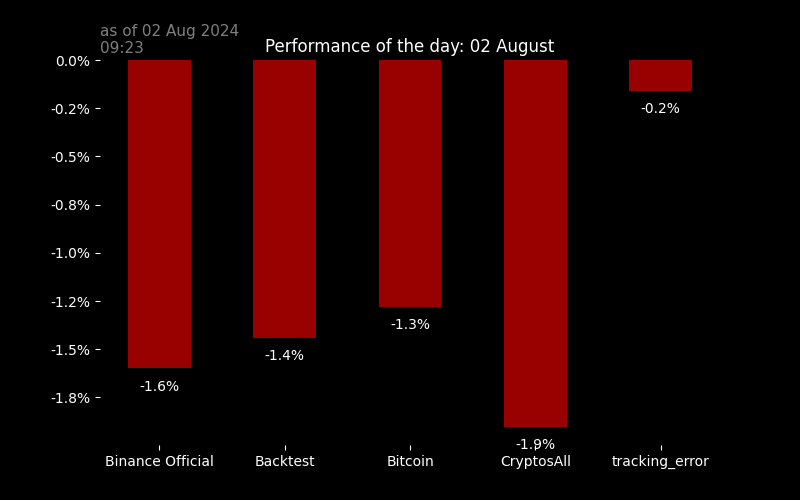 as of 02 Aug 2024
09:23
Performance of the day: 02 August
0.0%
-0.2%
-0.5%
-0.8%
-1.0%
-1.2%
-1.5%
-1.8%
-1.6%
-1.4%
-1.3%
-1.9%
-0.2%
Binance Official
Backtest
Bitcoin
CryptosAll
tracking_error